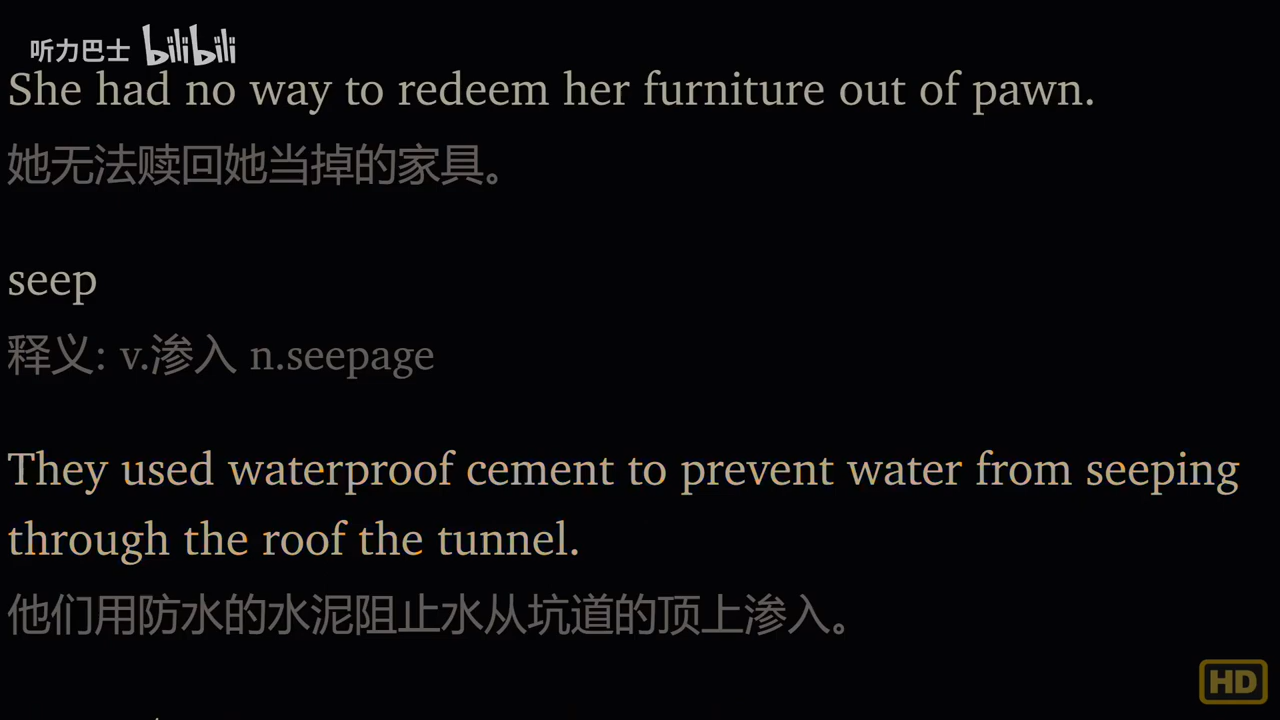 听力巴士 bilibili
She had no way to redeem her furniture out of pawn.
她无法赎回她当掉的家具。
seep
释义: v.渗入 n.seepage
They used waterproof cement to prevent water from seeping
through the roof the tunnel.
他们用防水的水泥阻止水从坑道的顶上渗入。
HD